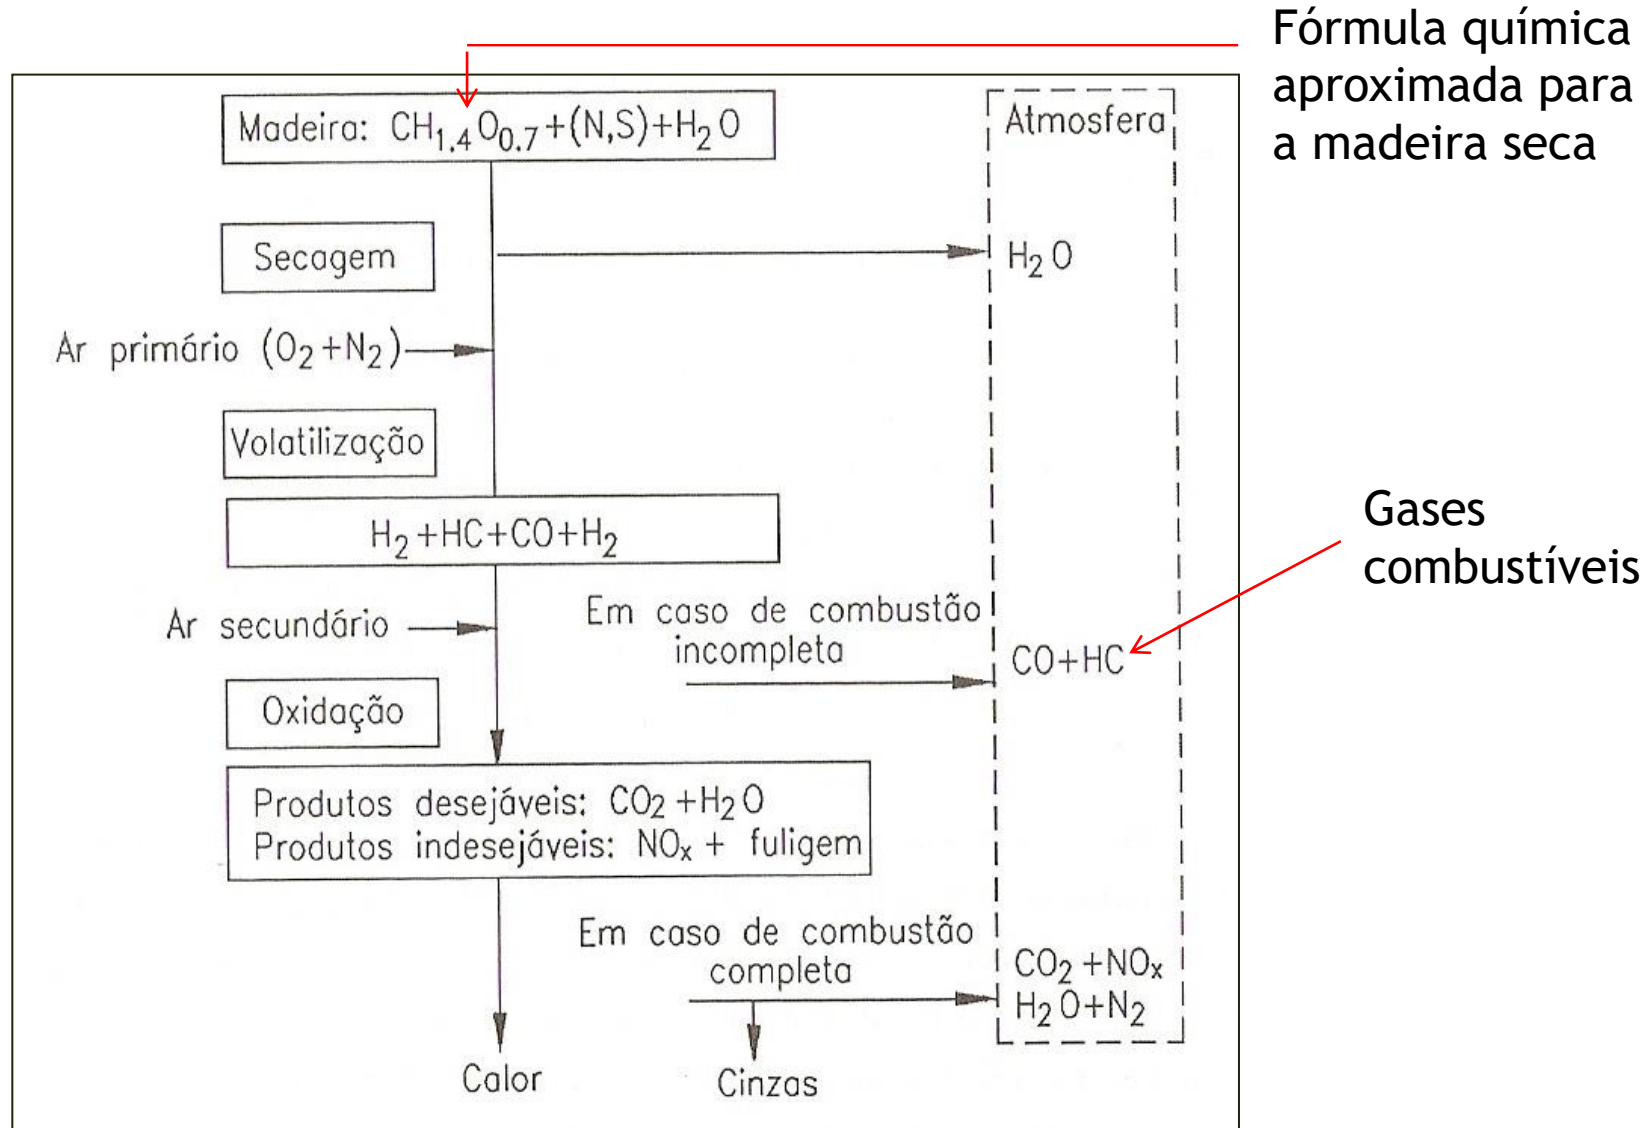 Fórmula química
aproximada para
a madeira seca
Madeira: CH1.4O0.7+(N,S)+H2O
Atmosfera
Secagem
H2O
Ar primário (O2+N2)
Volatilização
H2+HC+CO+H2
Gases
combustíveis
Ar secundário
Em caso de combustão
incompleta
CO+HC
Oxidação
Produtos desejáveis: CO2+H2O
Produtos indesejáveis: NOx + fuligem
Em caso de combustão
completa
CO2+NOx
H2O+N2
Calor
Cinzas